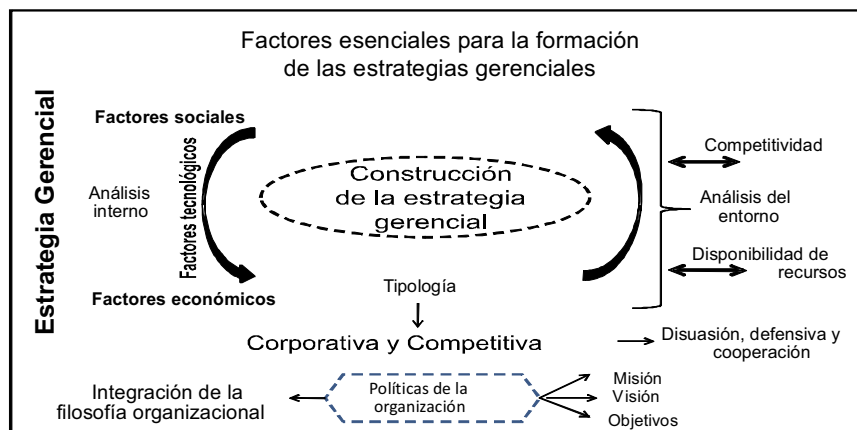 Factores esenciales para la formación
de las estrategias gerenciales
Estrategia Gerencial
Factores sociales
Factores tecnológicos
Análisis
interno
Factores económicos
Construcción
de la estrategia
gerencial
Competitividad
Análisis del
entorno
Disponibilidad de
recursos
Tipología
Corporativa y Competitiva
Disuasión, defensiva y
cooperación
Integración de la
filosofía organizacional
Políticas de la
organización
Misión
Visión
Objetivos